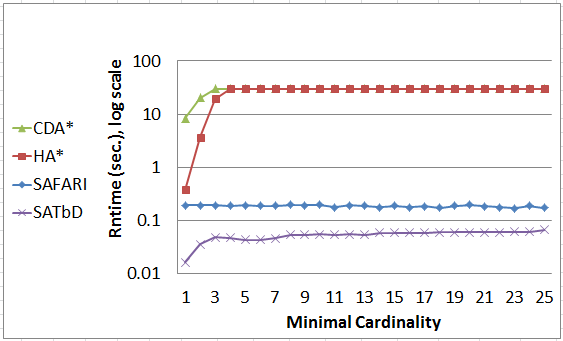 100
10
1
0.1
0.01
Rntime (sec.), log scale
CDA*
HA*
SAFARI
SATbD
1 3 5 7 9 11 13 15 17 19 21 23 25
Minimal Cardinality